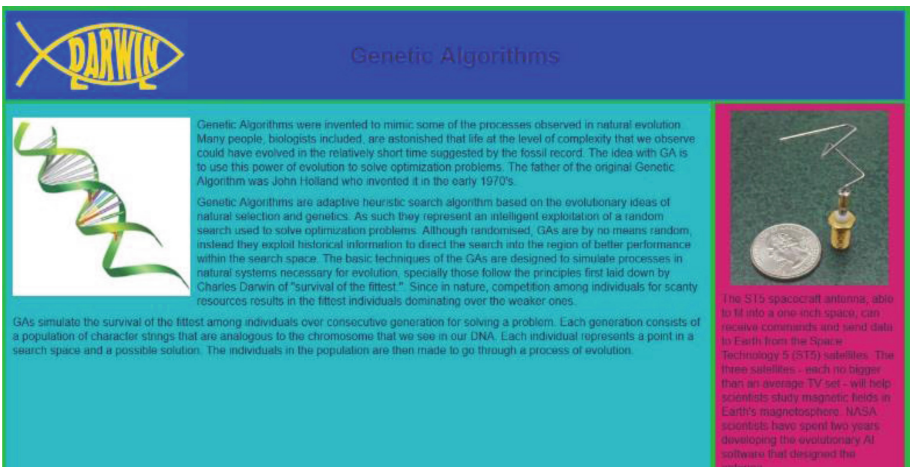 DARWIN
Genetic Algorithms
Genetic Algorithms were invented to mimic some of the processes observed in natural evolution.
Many people, biologists included, are astonished that life at the level of complexity that we observe
could have evolved in the relatively short time suggested by the fossil record. The idea with GA is
to use this power of evolution to solve optimization problems. The father of the original Genetic
Algorithm was John Holland who invented it in the early 1970's.
Genetic Algorithms are adaptive heuristic search algorithm based on the evolutionary ideas of
natural selection and genetics. As such they represent an intelligent exploitation of a random
search used to solve optimization problems. Although randomised, GAs are by no means random,
instead they exploit historical information to direct the search into the region of better performance
within the search space. The basic techniques of the GAs are designed to simulate processes in
natural systems necessary for evolution, specially those follow the principles first laid down by
Charles Darwin of "survival of the fittest.". Since in nature, competition among individuals for scanty
resources results in the fittest individuals dominating over the weaker ones.
GAs simulate the survival of the fittest among individuals over consecutive generation for solving a problem. Each generation consists of
a population of character strings that are analogous to the chromosome that we see in our DNA. Each individual represents a point in a
search space and a possible solution. The individuals in the population are then made to go through a process of evolution.
The ST5 spacecraft antenna, able
to fit into a one inch space, can
receive commands and send data
to Earth from the Space
Technology 5 (ST5) satellites. The
three satellites - each no bigger
than an average TV set - will help
scientists study magnetic fields in
Earth's magnetosphere. NASA
scientists have spent two years
developing the evolutionary AI
software that designed the